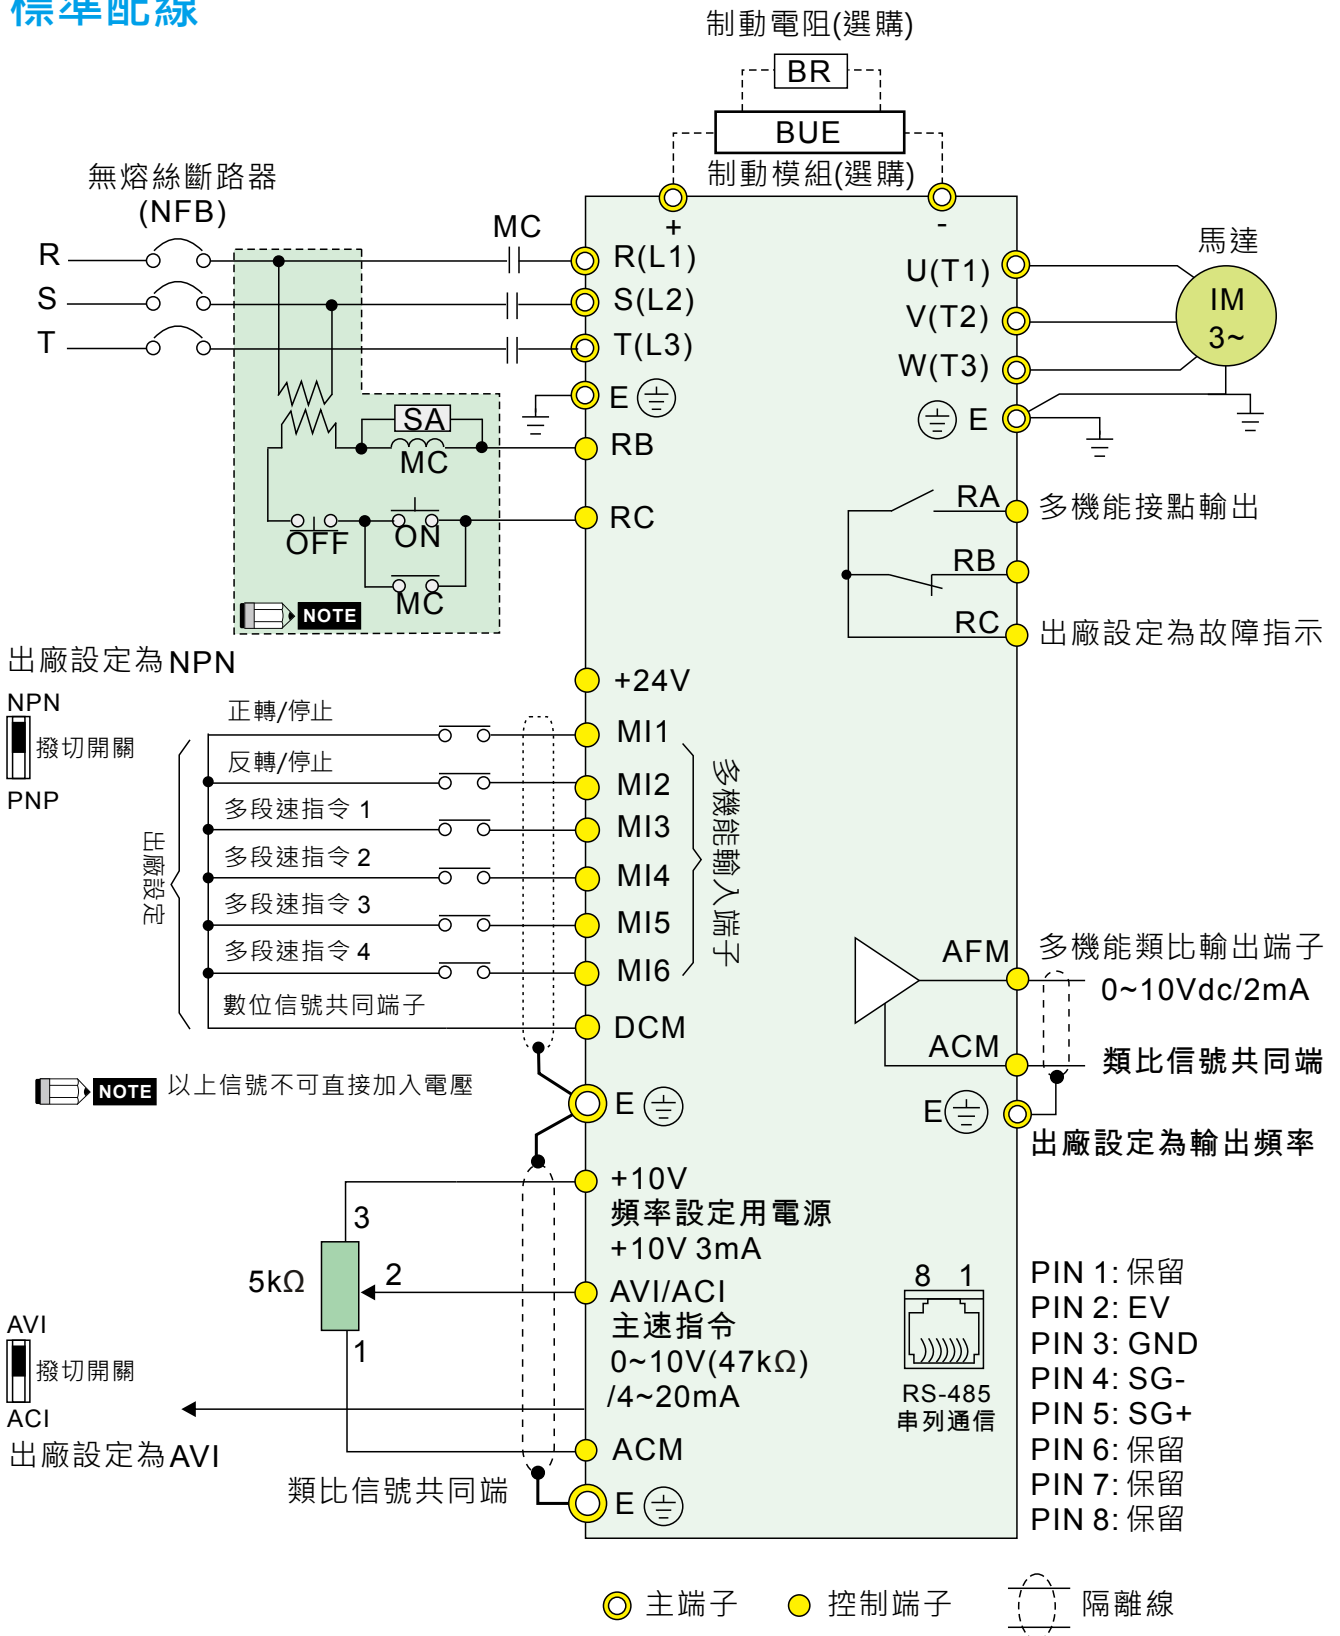 標準配線
制動電阻(選購)
BR
BUE
制動模組(選購)
無熔絲斷路器
(NFB)
MC
+
-
R
R(L1)
S
S(L2)
T
T(L3)
E
U(T1)
V(T2)
W(T3)
E
馬達
IM
3~
SA
MC
RB
RC
OFF
ON
MC
NOTE
RA
多機能接點輸出
RB
RC
出廠設定為故障指示
出廠設定為NPN
NPN
撥切開關
PNP
出廠設定
+24V
正轉/停止
MI1
反轉/停止
MI2
多段速指令 1
MI3
多段速指令 2
MI4
多段速指令 3
MI5
多段速指令 4
MI6
數位信號共同端子
DCM
多機能輸入端子
NOTE
以上信號不可直接加入電壓
E
AFM
多機能類比輸出端子
0~10Vdc/2mA
ACM
類比信號共同端
E
出廠設定為輸出頻率
+10V
頻率設定用電源
+10V 3mA
3
5kΩ
2
1
AVI/ACI
主速指令
0~10V(47kΩ)
/4~20mA
AVI
撥切開關
ACI
出廠設定為AVI
ACM
類比信號共同端
E
8 1
RS-485
串列通信
PIN 1: 保留
PIN 2: EV
PIN 3: GND
PIN 4: SG-
PIN 5: SG+
PIN 6: 保留
PIN 7: 保留
PIN 8: 保留
主端子
控制端子
隔離線